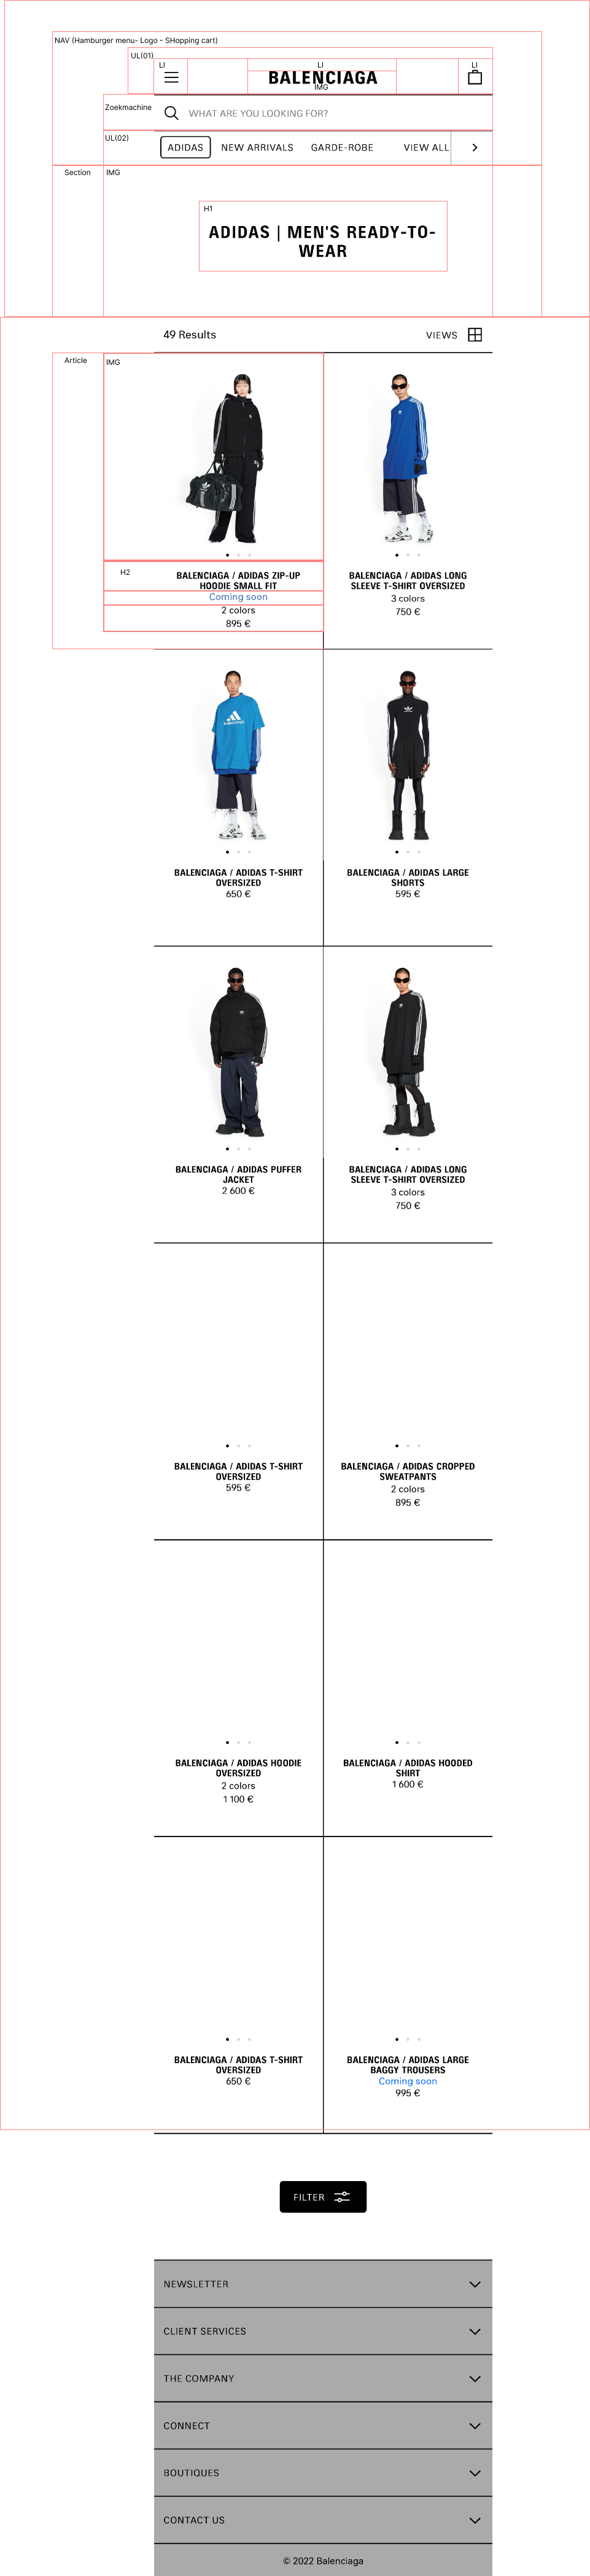 NAV (Hamburger menu- Logo - SHopping cart)
UL(01)
LI
LI
LI
BALENCIAGA
IMG
Zoekmachine
WHAT ARE YOU LOOKING FOR?
UL(02)
ADIDAS
NEW ARRIVALS
GARDE-ROBE
VIEW ALL
Section
IMG
H1
ADIDAS | MEN'S READY-TO-
WEAR
49 Results
VIEWS
Article
IMG
H2
BALENCIAGA / ADIDAS ZIP-UP
HOODIE SMALL FIT
Coming soon
2 colors
895 €
BALENCIAGA / ADIDAS LONG
SLEEVE T-SHIRT OVERSIZED
3 colors
750 €
BALENCIAGA / ADIDAS T-SHIRT
OVERSIZED
650 €
BALENCIAGA / ADIDAS LARGE
SHORTS
595 €
BALENCIAGA / ADIDAS PUFFER
JACKET
2 600 €
BALENCIAGA / ADIDAS LONG
SLEEVE T-SHIRT OVERSIZED
3 colors
750 €
BALENCIAGA / ADIDAS T-SHIRT
OVERSIZED
595 €
BALENCIAGA / ADIDAS CROPPED
SWEATPANTS
2 colors
895 €
BALENCIAGA / ADIDAS HOODIE
OVERSIZED
2 colors
1 100 €
BALENCIAGA / ADIDAS HOODED
SHIRT
1 600 €
BALENCIAGA / ADIDAS T-SHIRT
OVERSIZED
650 €
BALENCIAGA / ADIDAS LARGE
BAGGY TROUSERS
Coming soon
995 €
FILTER
NEWSLETTER
CLIENT SERVICES
THE COMPANY
CONNECT
BOUTIQUES
CONTACT US
© 2022 Balenciaga